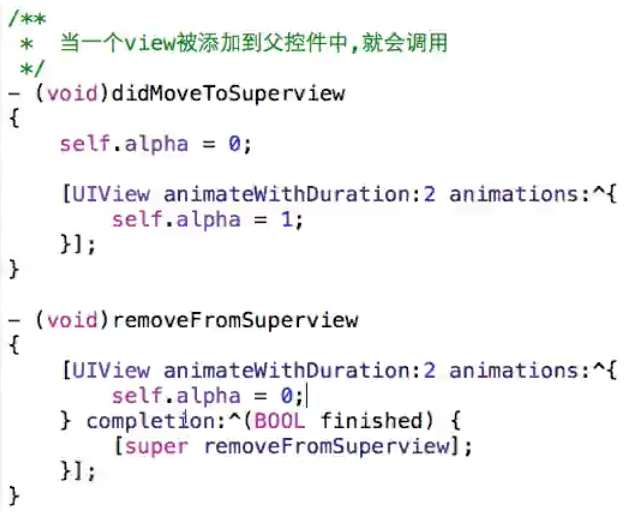 /**
 *  当一个view被添加到父控件中,就会调用
 */
- (void)didMoveToSuperview
{
    self.alpha = 0;
    [UIView animateWithDuration:2 animations:^{
        self.alpha = 1;
    }];
}
- (void)removeFromSuperview
{
    [UIView animateWithDuration:2 animations:^{
        self.alpha = 0;
    } completion:^(BOOL finished) {
        [super removeFromSuperview];
    }];
}